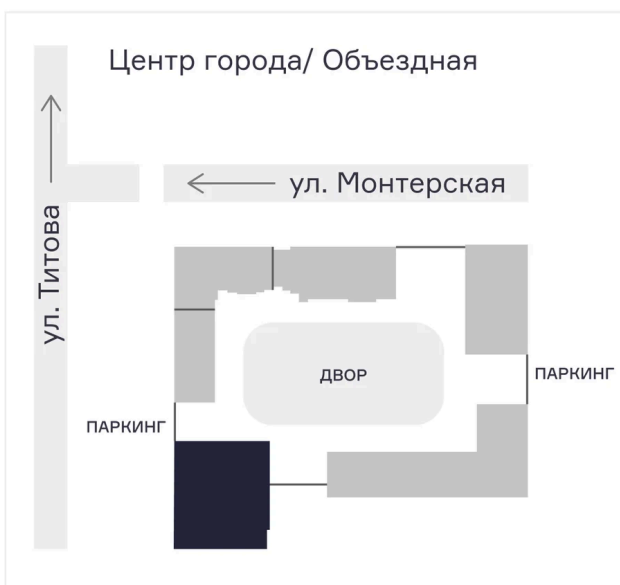 Центр города/ Объездная
ул. Монтерская
ул. Титова
ДВОР
ПАРКИНГ
ПАРКИНГ